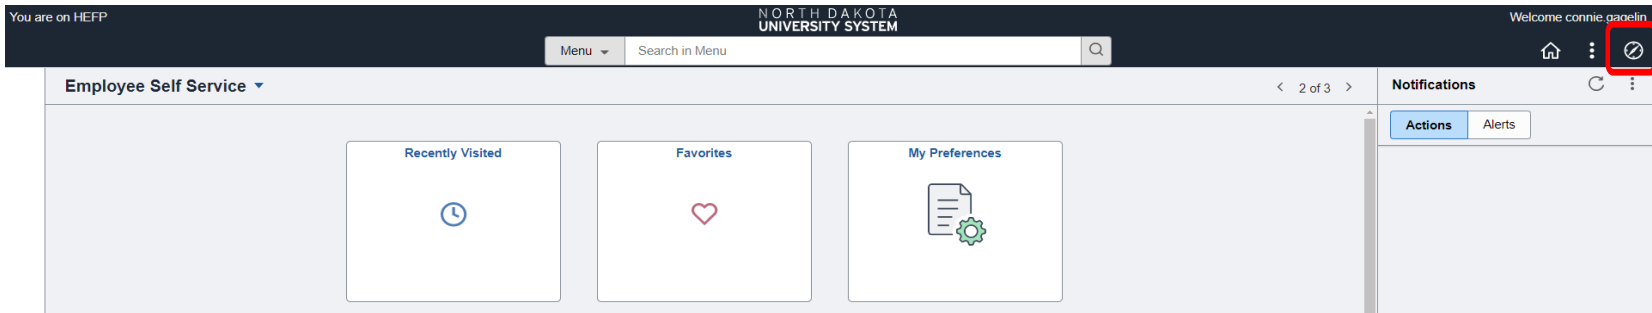 You are on HEFP
NORTH DAKOTA
UNIVERSITY SYSTEM
Welcome connie.gagelin
Menu
Search in Menu
Employee Self Service
2 of 3
Notifications
Actions
Alerts
Recently Visited
Favorites
My Preferences